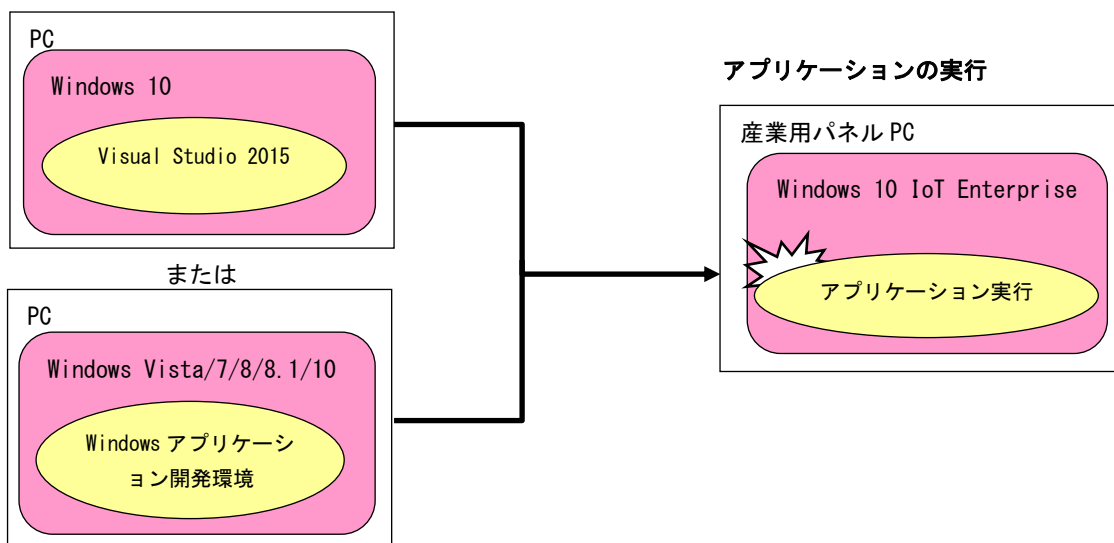 PC
Windows 10
Visual Studio 2015
または
PC
Windows Vista/7/8/8.1/10
Windows アプリケーシ
ョン開発環境
アプリケーションの実行
産業用パネル PC
Windows 10 IoT Enterprise
アプリケーション実行